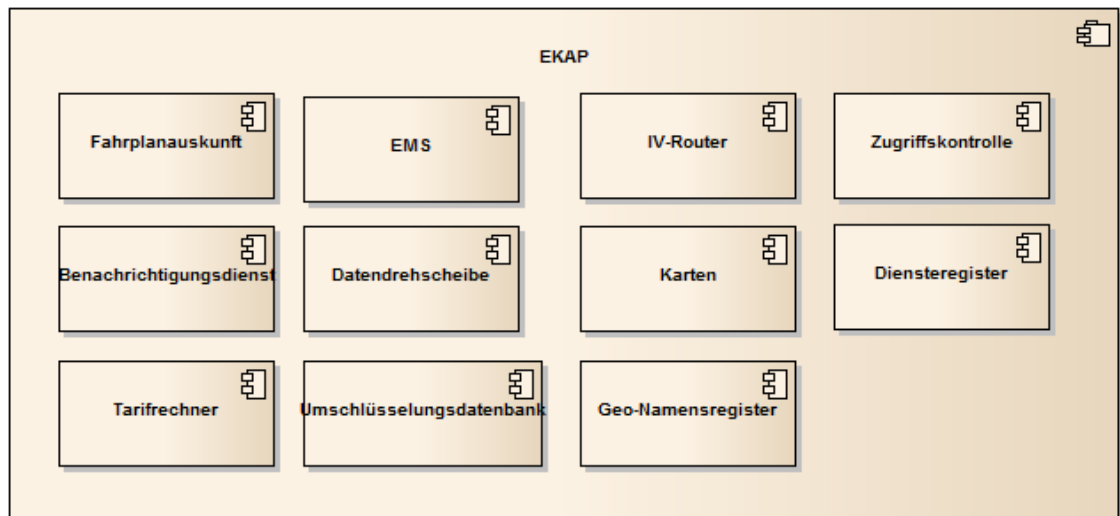 EKAP
Fahrplanauskunft
EMS
IV-Router
Zugriffskontrolle
Benachrichtigungsdienst
Datendrehscheibe
Karten
Diensteregister
Tarifrechner
Umschlüsselungsdatenbank
Geo-Namensregister